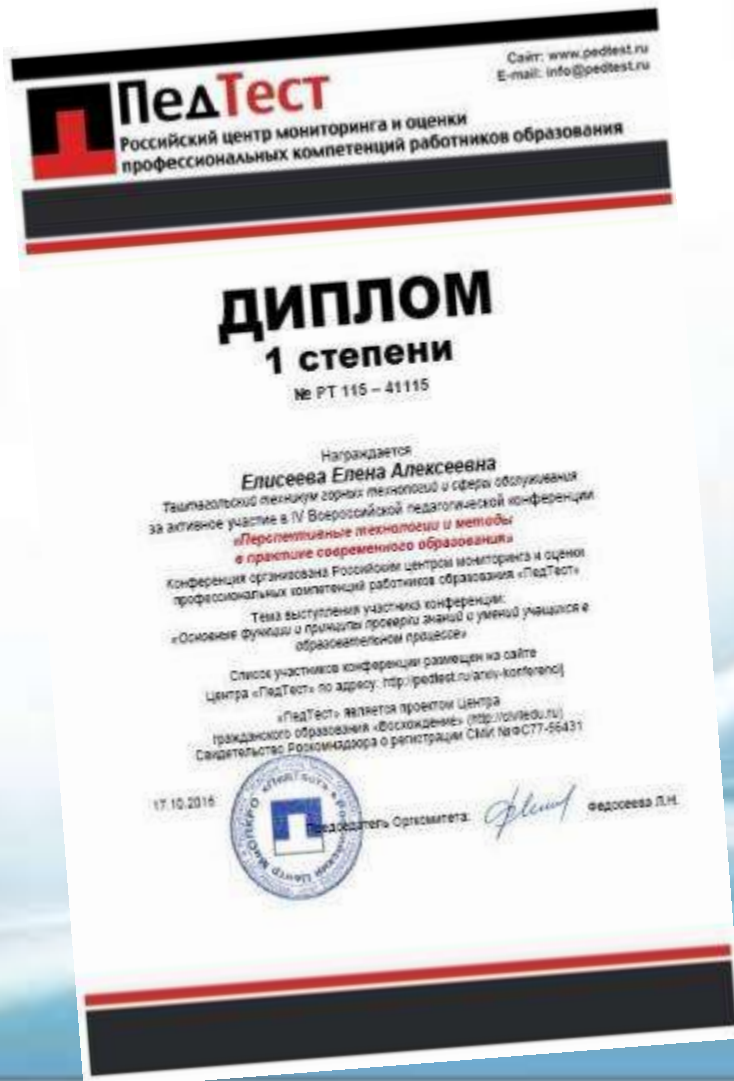 Сайт: www.pedtest.ru
E-mail: info@pedtest.ru
ПедТест
Российский центр мониторинга и оценки
профессиональных компетенций работников образования
ДИПЛОМ
1 степени
№ РТ 115 – 41115
Награждается
Елисеева Елена Алексеевна
Таштагольский техникум горных технологий и сферы обслуживания
за активное участие в IV Всероссийской педагогической конференции
«Перспективные технологии и методы
в практике современного образования»
Конференция организована Российским центром мониторинга и оценки
профессиональных компетенций работников образования «ПедТест»
Тема выступления участника конференции:
«Основные функции и принципы проверки знаний и умений учащихся в
образовательном процессе»
Список участников конференции размещен на сайте
Центра «ПедТест» по адресу: http://pedtest.ru/arxiv-konferencij
«ПедТест» является проектом Центра
гражданского образования «Восхождение» (http://civiledu.ru)
Свидетельство Роскомнадзора о регистрации СМИ №ФС77-56431
17.10.2015
Председатель Оргкомитета:
Федосеева Л.Н.